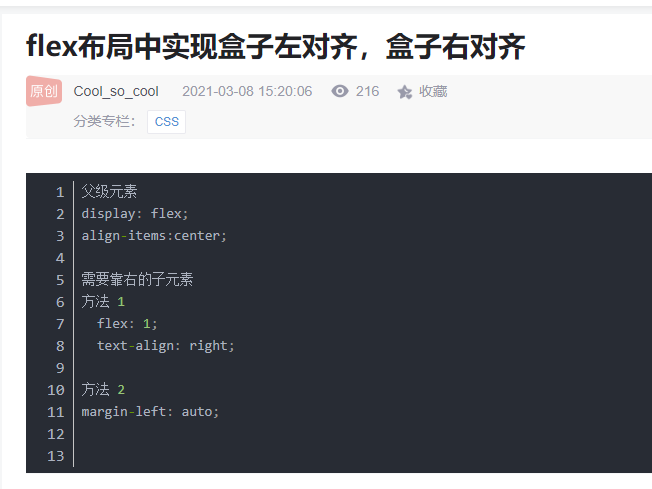 flex布局中实现盒子左对齐，盒子右对齐
原创 Cool_so_cool 2021-03-08 15:20:06 216 收藏
分类专栏： CSS
1 父级元素
2 display: flex;
3 align-items:center;
4
5 需要靠右的子元素
6 方法 1
7 flex: 1;
8 text-align: right;
9
10 方法 2
11 margin-left: auto;
12
13